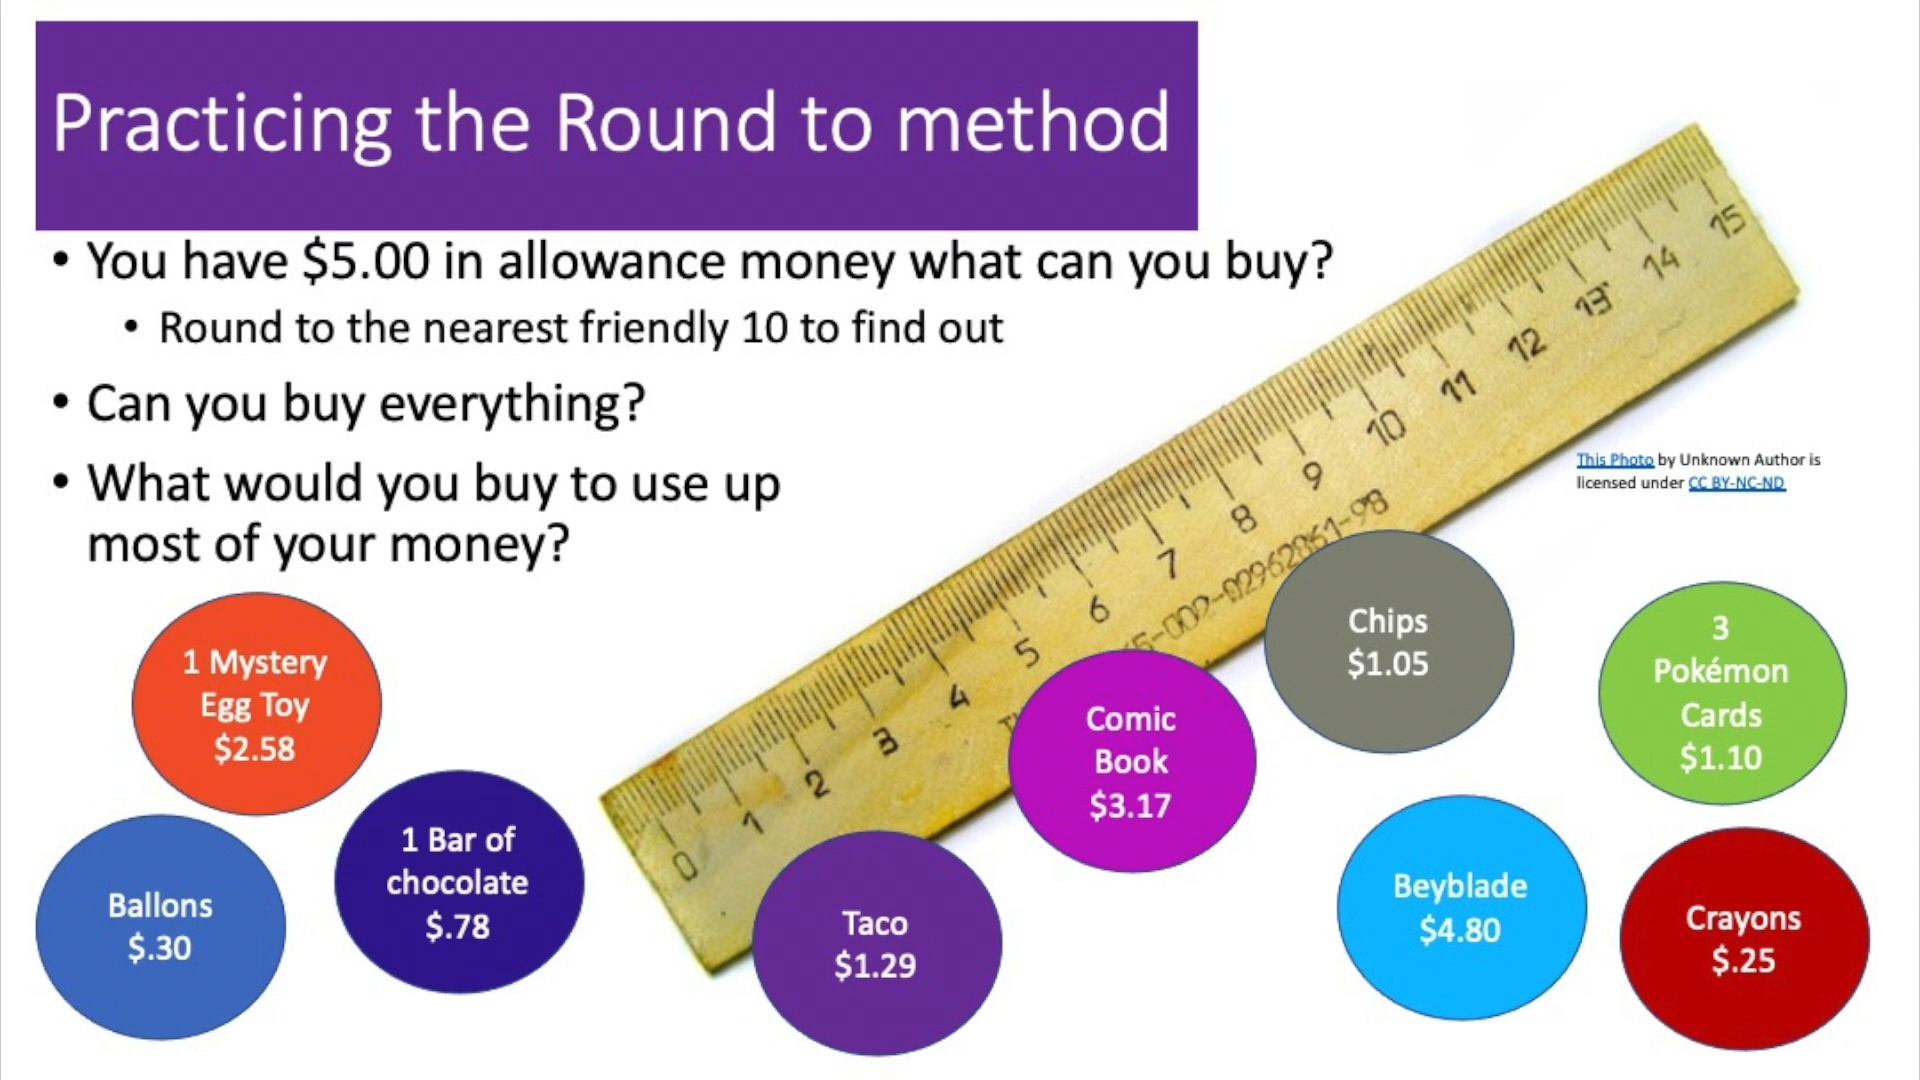 Practicing the Round to method
• You have $5.00 in allowance money what can you buy?
• Round to the nearest friendly 10 to find out
• Can you buy everything?
• What would you buy to use up
most of your money?
This Photo by Unknown Author is
licensed under CC BY-NC-ND
0 1 2 3 4 5 6 7 8 9 10 11 12 13 14 15
1 Mystery
Egg Toy
$2.58
Ballons
$.30
1 Bar of
chocolate
$.78
Taco
$1.29
Comic
Book
$3.17
Chips
$1.05
3
Pokémon
Cards
$1.10
Beyblade
$4.80
Crayons
$.25